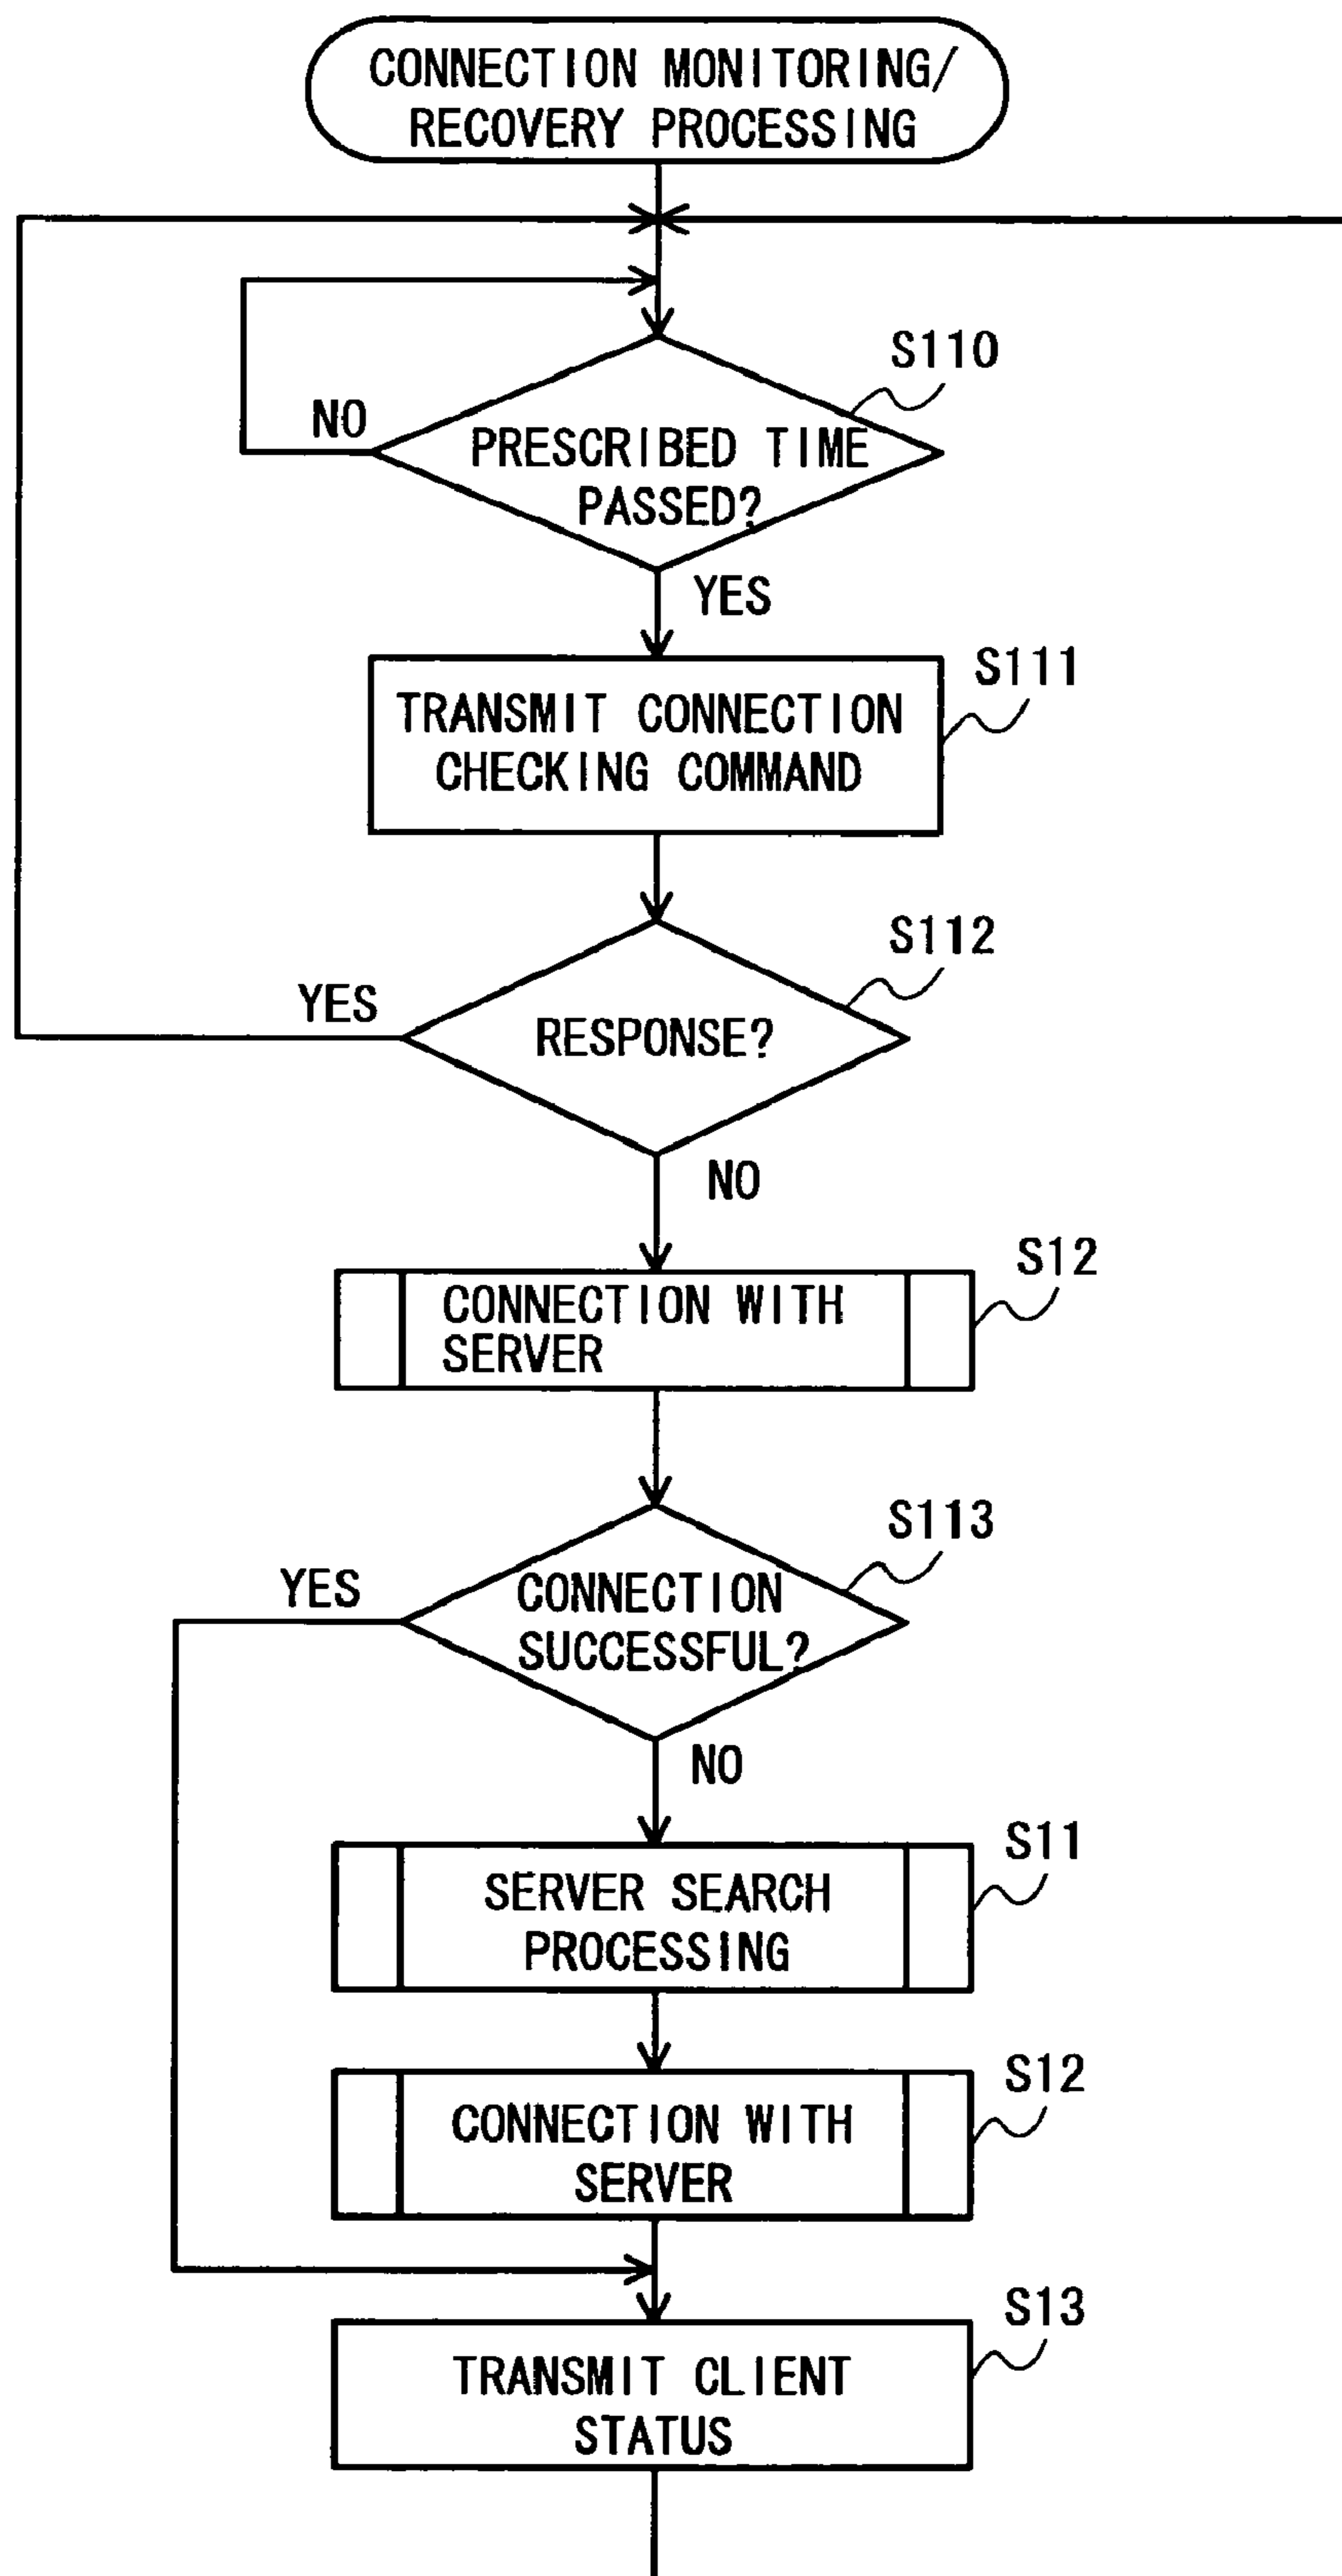 CONNECTION MONITORING/
RECOVERY PROCESSING
S110
NO
PRESCRIBED TIME
PASSED?
YES
S111
TRANSMIT CONNECTION
CHECKING COMMAND
S112
YES
RESPONSE?
NO
S12
CONNECTION WITH
SERVER
S113
YES
CONNECTION
SUCCESSFUL?
NO
S11
SERVER SEARCH
PROCESSING
S12
CONNECTION WITH
SERVER
S13
TRANSMIT CLIENT
STATUS